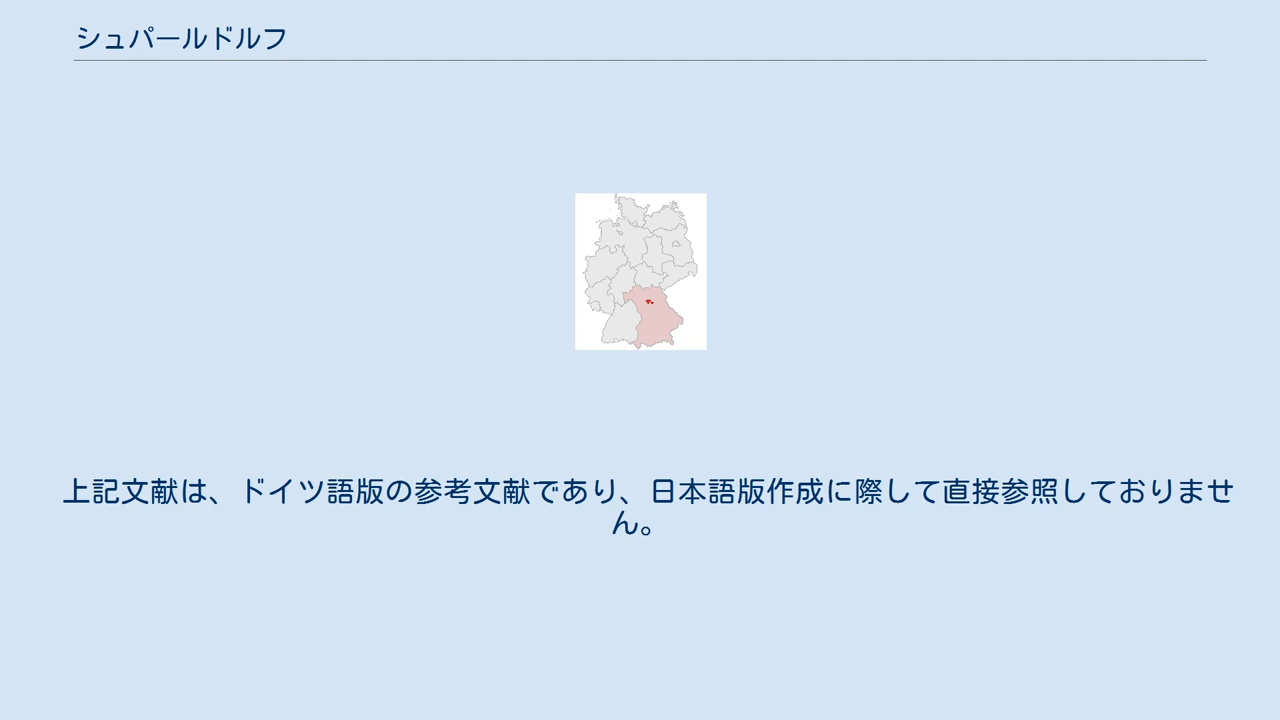 シュパールドルフ
上記文献は、ドイツ語版の参考文献であり、日本語版作成に際して直接参照しておりませ
ん。